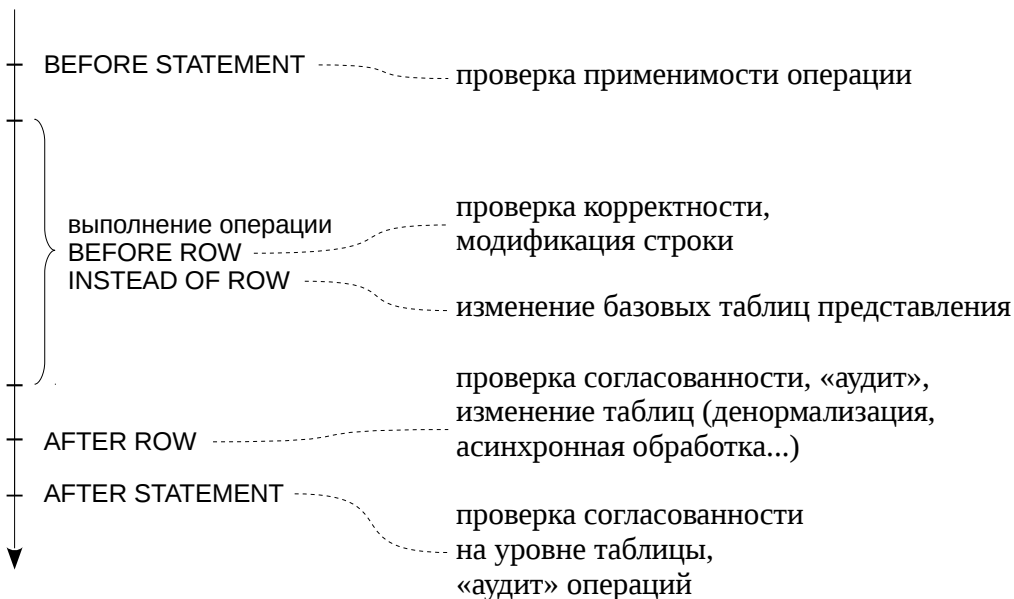 BEFORE STATEMENT
проверка применимости операции
выполнение операции
BEFORE ROW
INSTEAD OF ROW
проверка корректности,
модификация строки
изменение базовых таблиц представления
AFTER ROW
проверка согласованности, «аудит»,
изменение таблиц (денормализация,
асинхронная обработка...)
AFTER STATEMENT
проверка согласованности
на уровне таблицы,
«аудит» операций